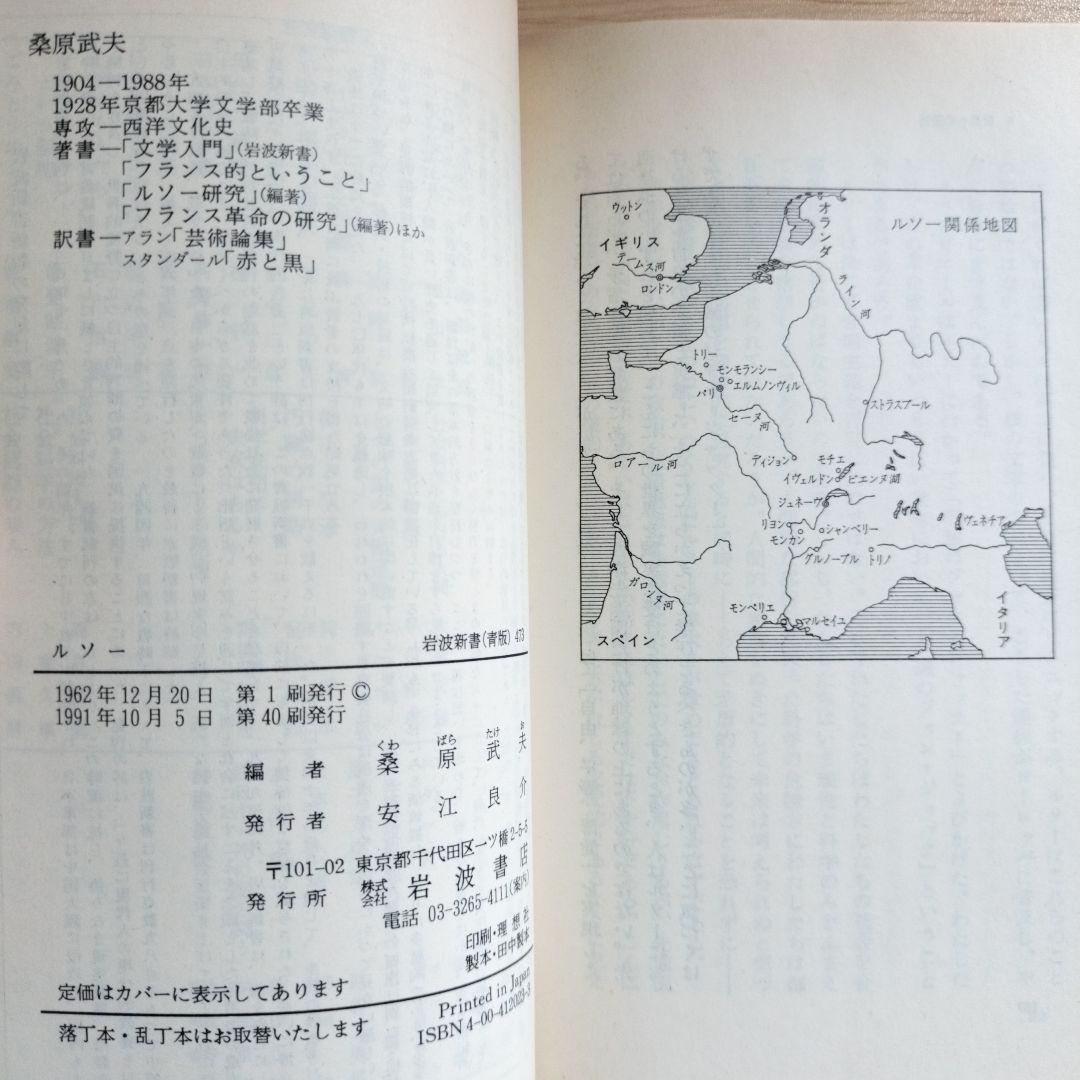 桑原武夫
1904―1988年
1928年京都大学文学部卒業
専攻―西洋文化史
著書―「文学入門」(岩波新書)
「フランス的ということ」
「ルソー研究」(編著)
「フランス革命の研究」(編著)ほか
訳書―アラン「芸術論集」
スタンダール「赤と黒」
ルソー
岩波新書(青版) 473
1962年12月20日 第1刷発行©
1991年10月5日 第40刷発行
くわ ばら たけ お
編者 桑原武夫
発行者 安江良介
〒101-02 東京都千代田区一ツ橋2-5-5
発行所 株式会社 岩波書店
電話 03-3265-4111(案内)
印刷・理想社
製本・田中製本
定価はカバーに表示してあります
Printed in Japan
落丁本・乱丁本はお取替いたします
ISBN4-00-412023-3
ルソー関係地図
ウットン
イギリス
テームス河
ロンドン
オランダ
ライン河
トリー
モンモランシー
エルムノンヴィル
パリ
セーヌ河
ストラスブール
ロアール河
ディジョン
モチエ
イヴェルドン
ビエンヌ湖
ジュネーヴ
リヨン
シャンベリー
モンカン
グルノーブル
トリノ
ヴェネチア
ガロンヌ河
モンペリエ
マルセイユ
スペイン
イタリア